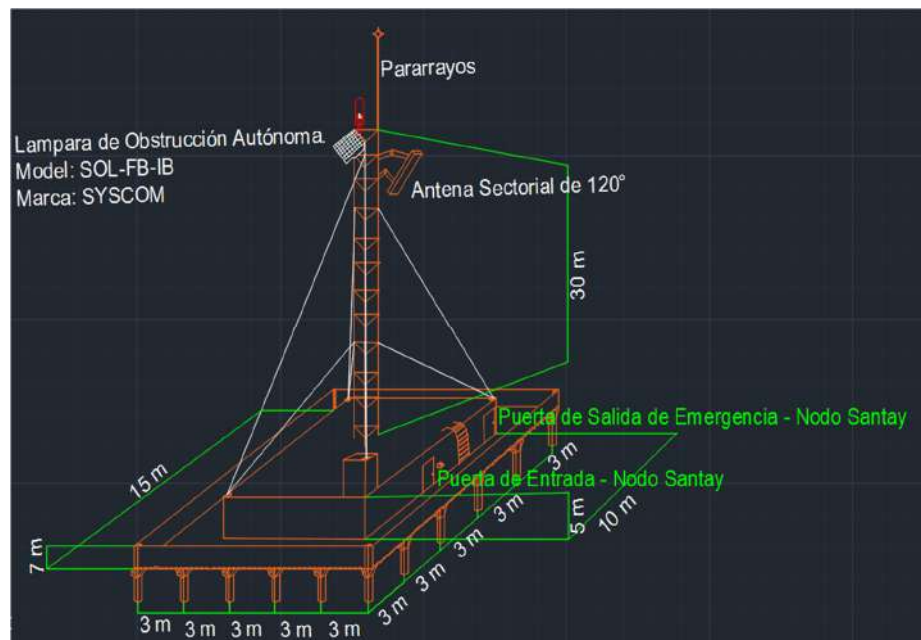 Pararrayos
Lampara de Obstrucción Autónoma.
Model: SOL-FB-IB
Marca: SYSCOM
Antena Sectorial de 120°
30 m
Puerta de Salida de Emergencia - Nodo Santay
Puerta de Entrada - Nodo Santay
15 m
3 m
10 m
5 m
7 m
3 m
3 m
3 m
3 m
3 m
3 m
3 m
3 m
3 m